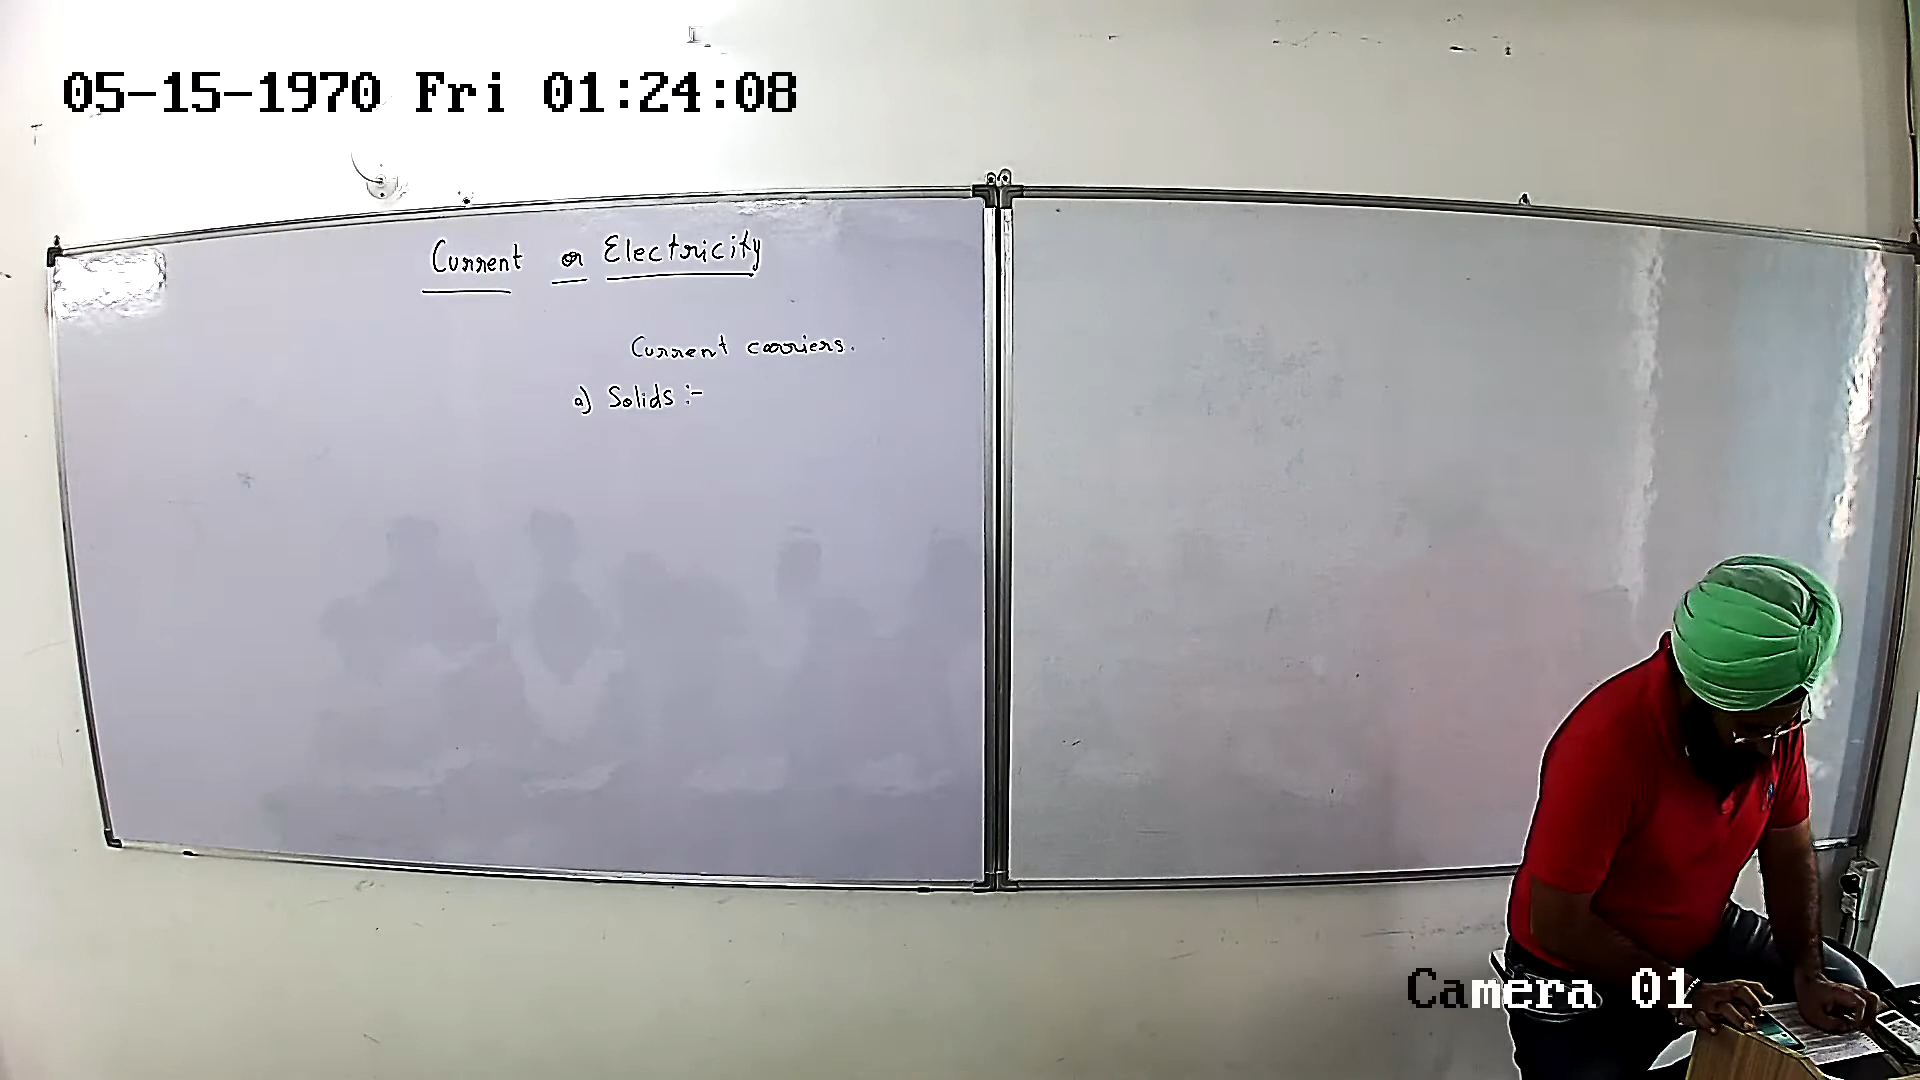 05-15-1970 Fri 01:24:08
Current or Electricity
Current carriers.
a) Solids :-
Camera 01